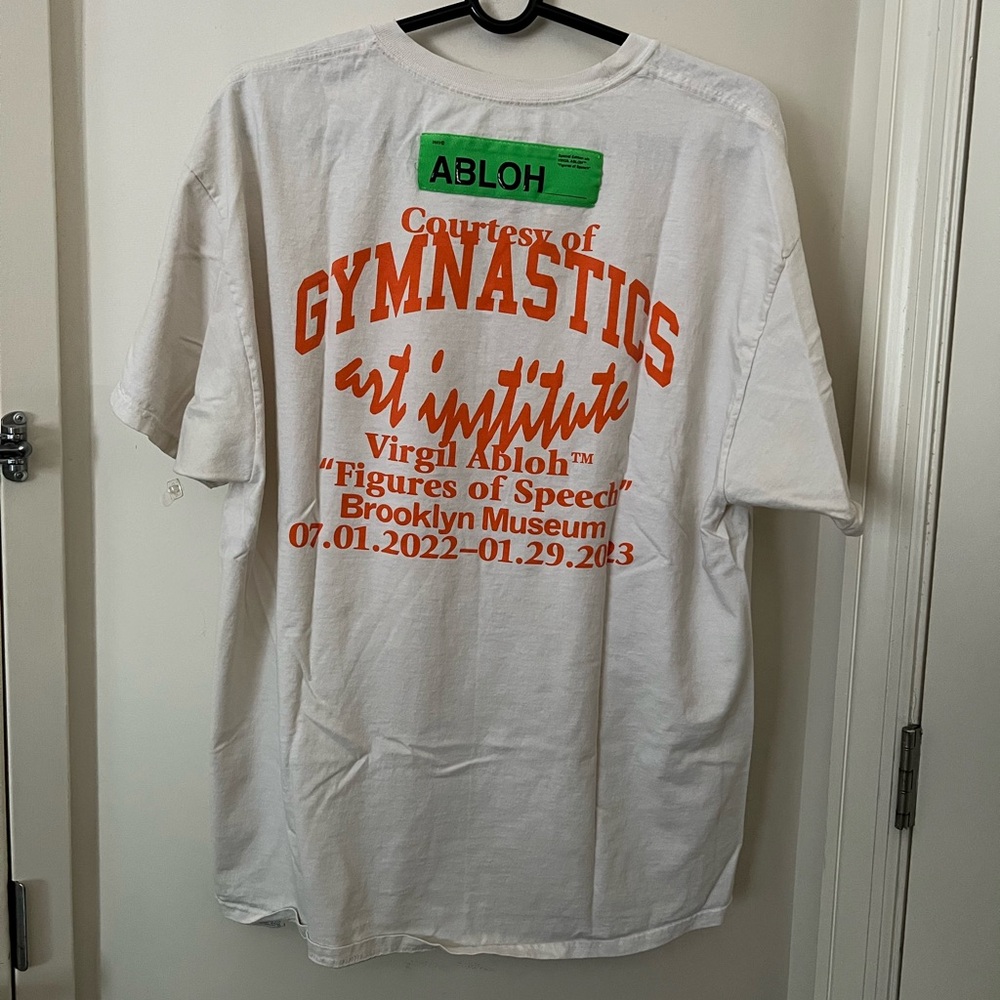 ABLOH
Courtesy of
GYMNASTICS
art institute
Virgil Abloh™
“Figures of Speech”
Brooklyn Museum
07.01.2022–01.29.2023